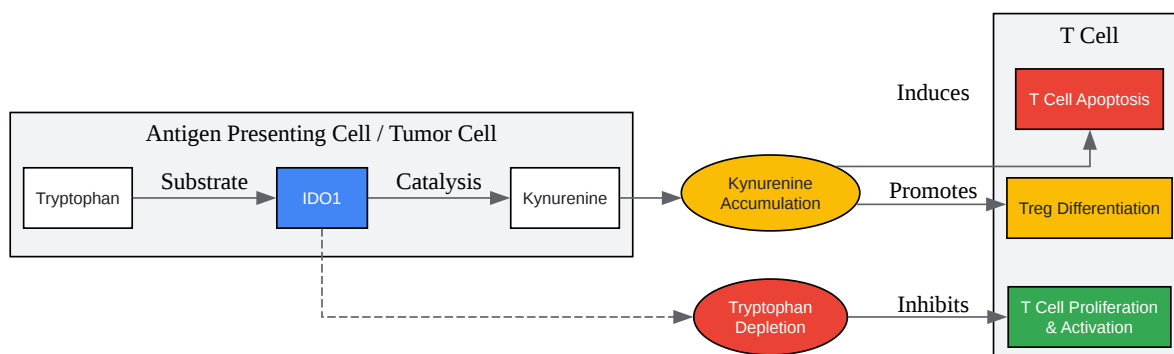 T Cell
Induces
T Cell Apoptosis
Antigen Presenting Cell / Tumor Cell
Tryptophan
Substrate
IDO1
Catalysis
Kynurenine
Kynurenine
Accumulation
Promotes
Treg Differentiation
Tryptophan
Depletion
Inhibits
T Cell Proliferation
& Activation